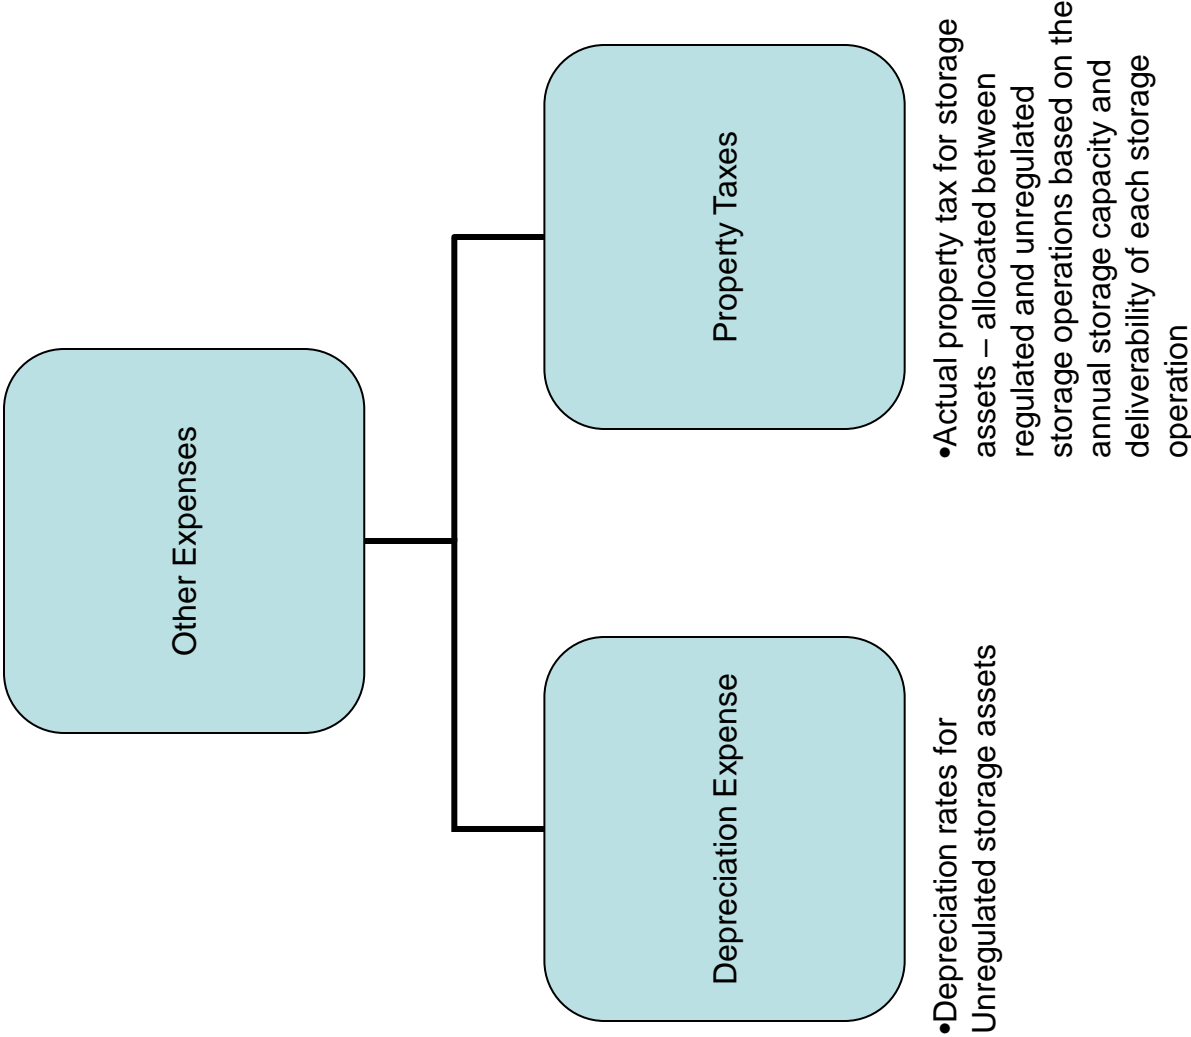 Other Expenses
Depreciation Expense
•Depreciation rates for
Unregulated storage assets
Property Taxes
•Actual property tax for storage
assets – allocated between
regulated and unregulated
storage operations based on the
annual storage capacity and
deliverability of each storage
operation